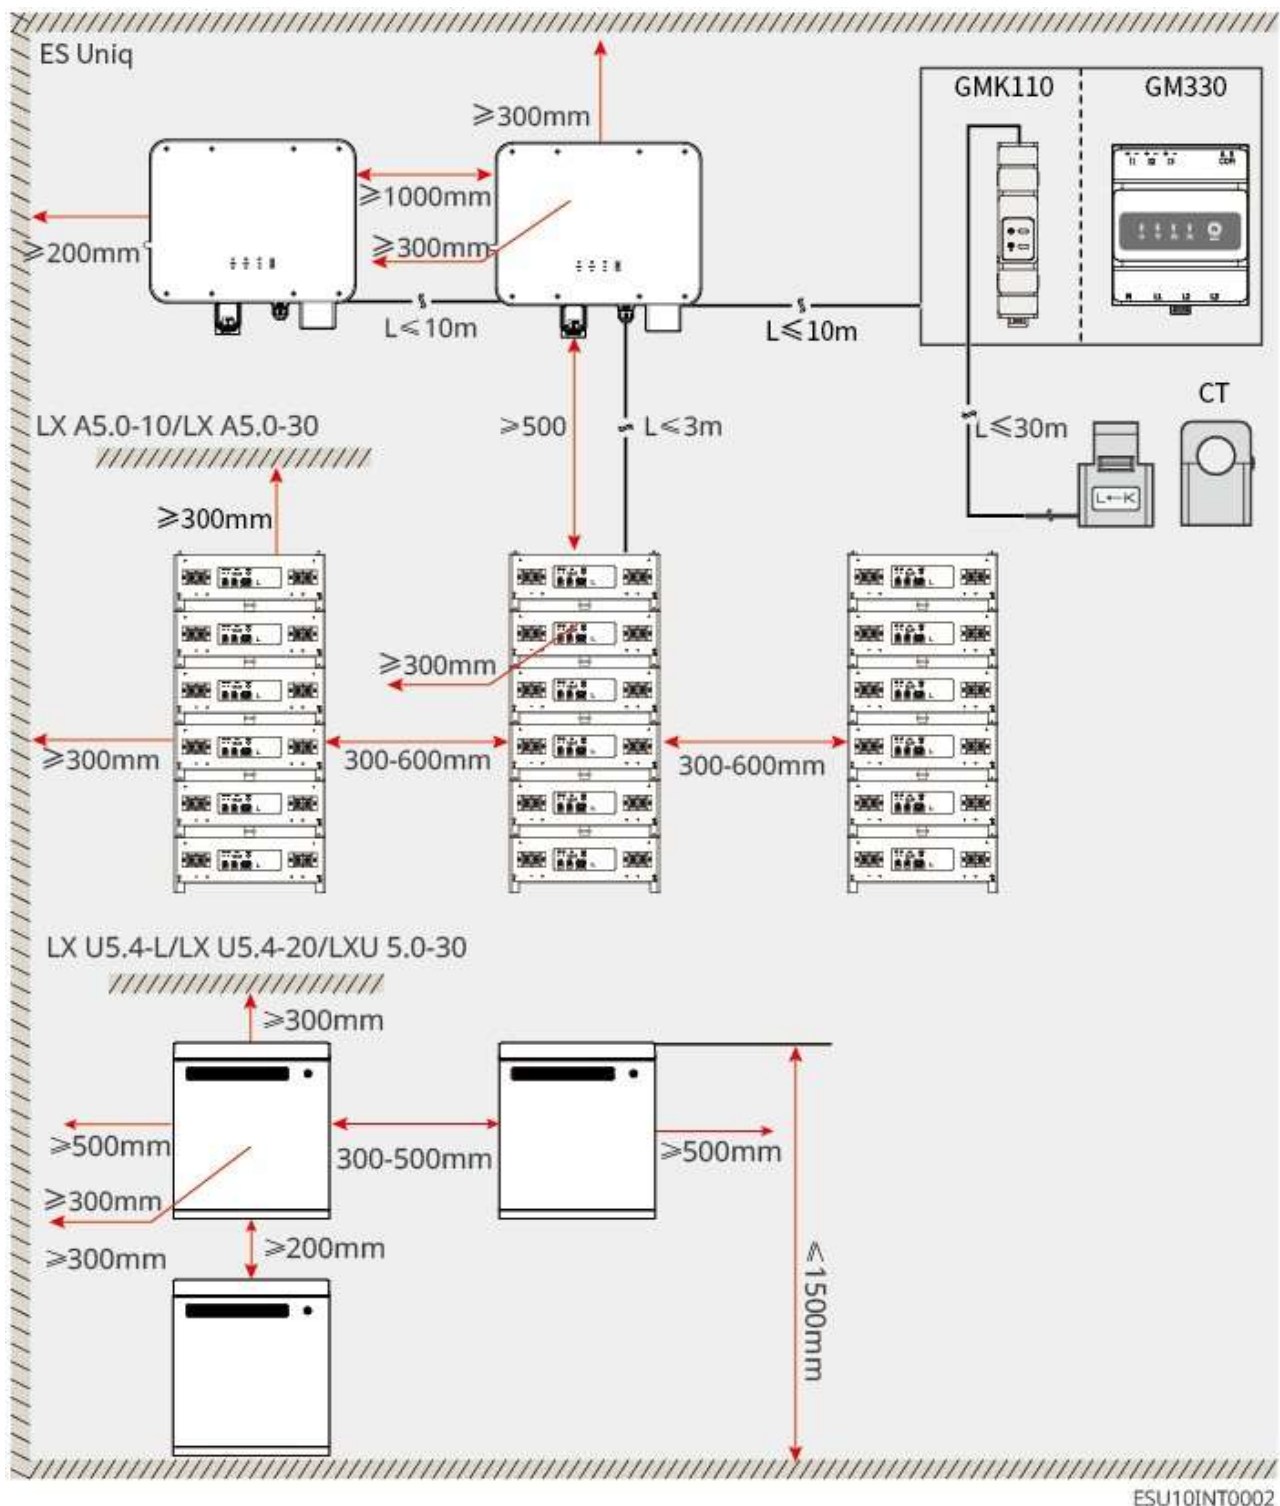 ES Uniq
GMK110
GM330
⩾300mm
⩾1000mm
⩾200mm
⩾300mm
L⩽10m
L⩽10m
CT
LX A5.0-10/LX A5.0-30
⩾500
L⩽3m
L⩽30m
L←K
⩾300mm
⩾300mm
⩾300mm
300-600mm
300-600mm
LX U5.4-L/LX U5.4-20/LXU 5.0-30
⩾300mm
⩾500mm
300-500mm
⩾500mm
⩾300mm
⩾300mm
⩾200mm
⩽1500mm
ESU10INT0002